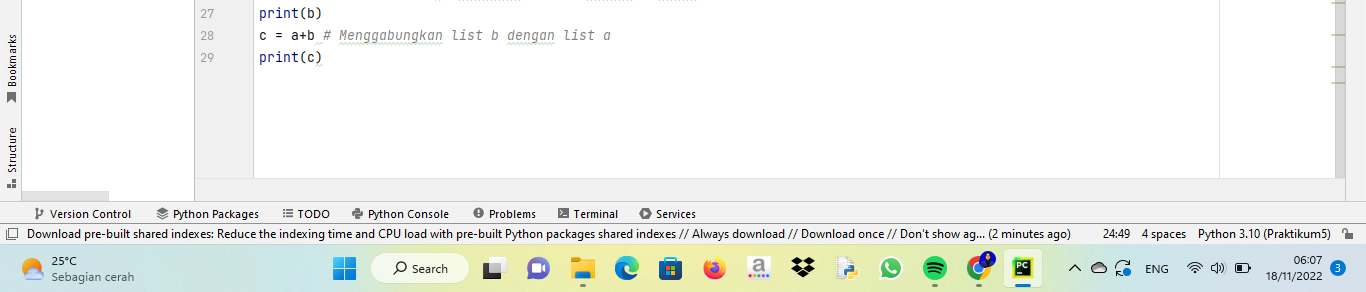 27 print(b)
28 c = a+b # Menggabungkan list b dengan list a
29 print(c)
Bookmarks
Structure
Version Control Python Packages TODO Python Console Problems Terminal Services
Download pre-built shared indexes: Reduce the indexing time and CPU load with pre-built Python packages shared indexes // Always download // Download once // Don't show ag... (2 minutes ago) 24:49 4 spaces Python 3.10 (Praktikum5)
25°C
Sebagian cerah
Search
a
PC
ENG
06:07
18/11/2022
3